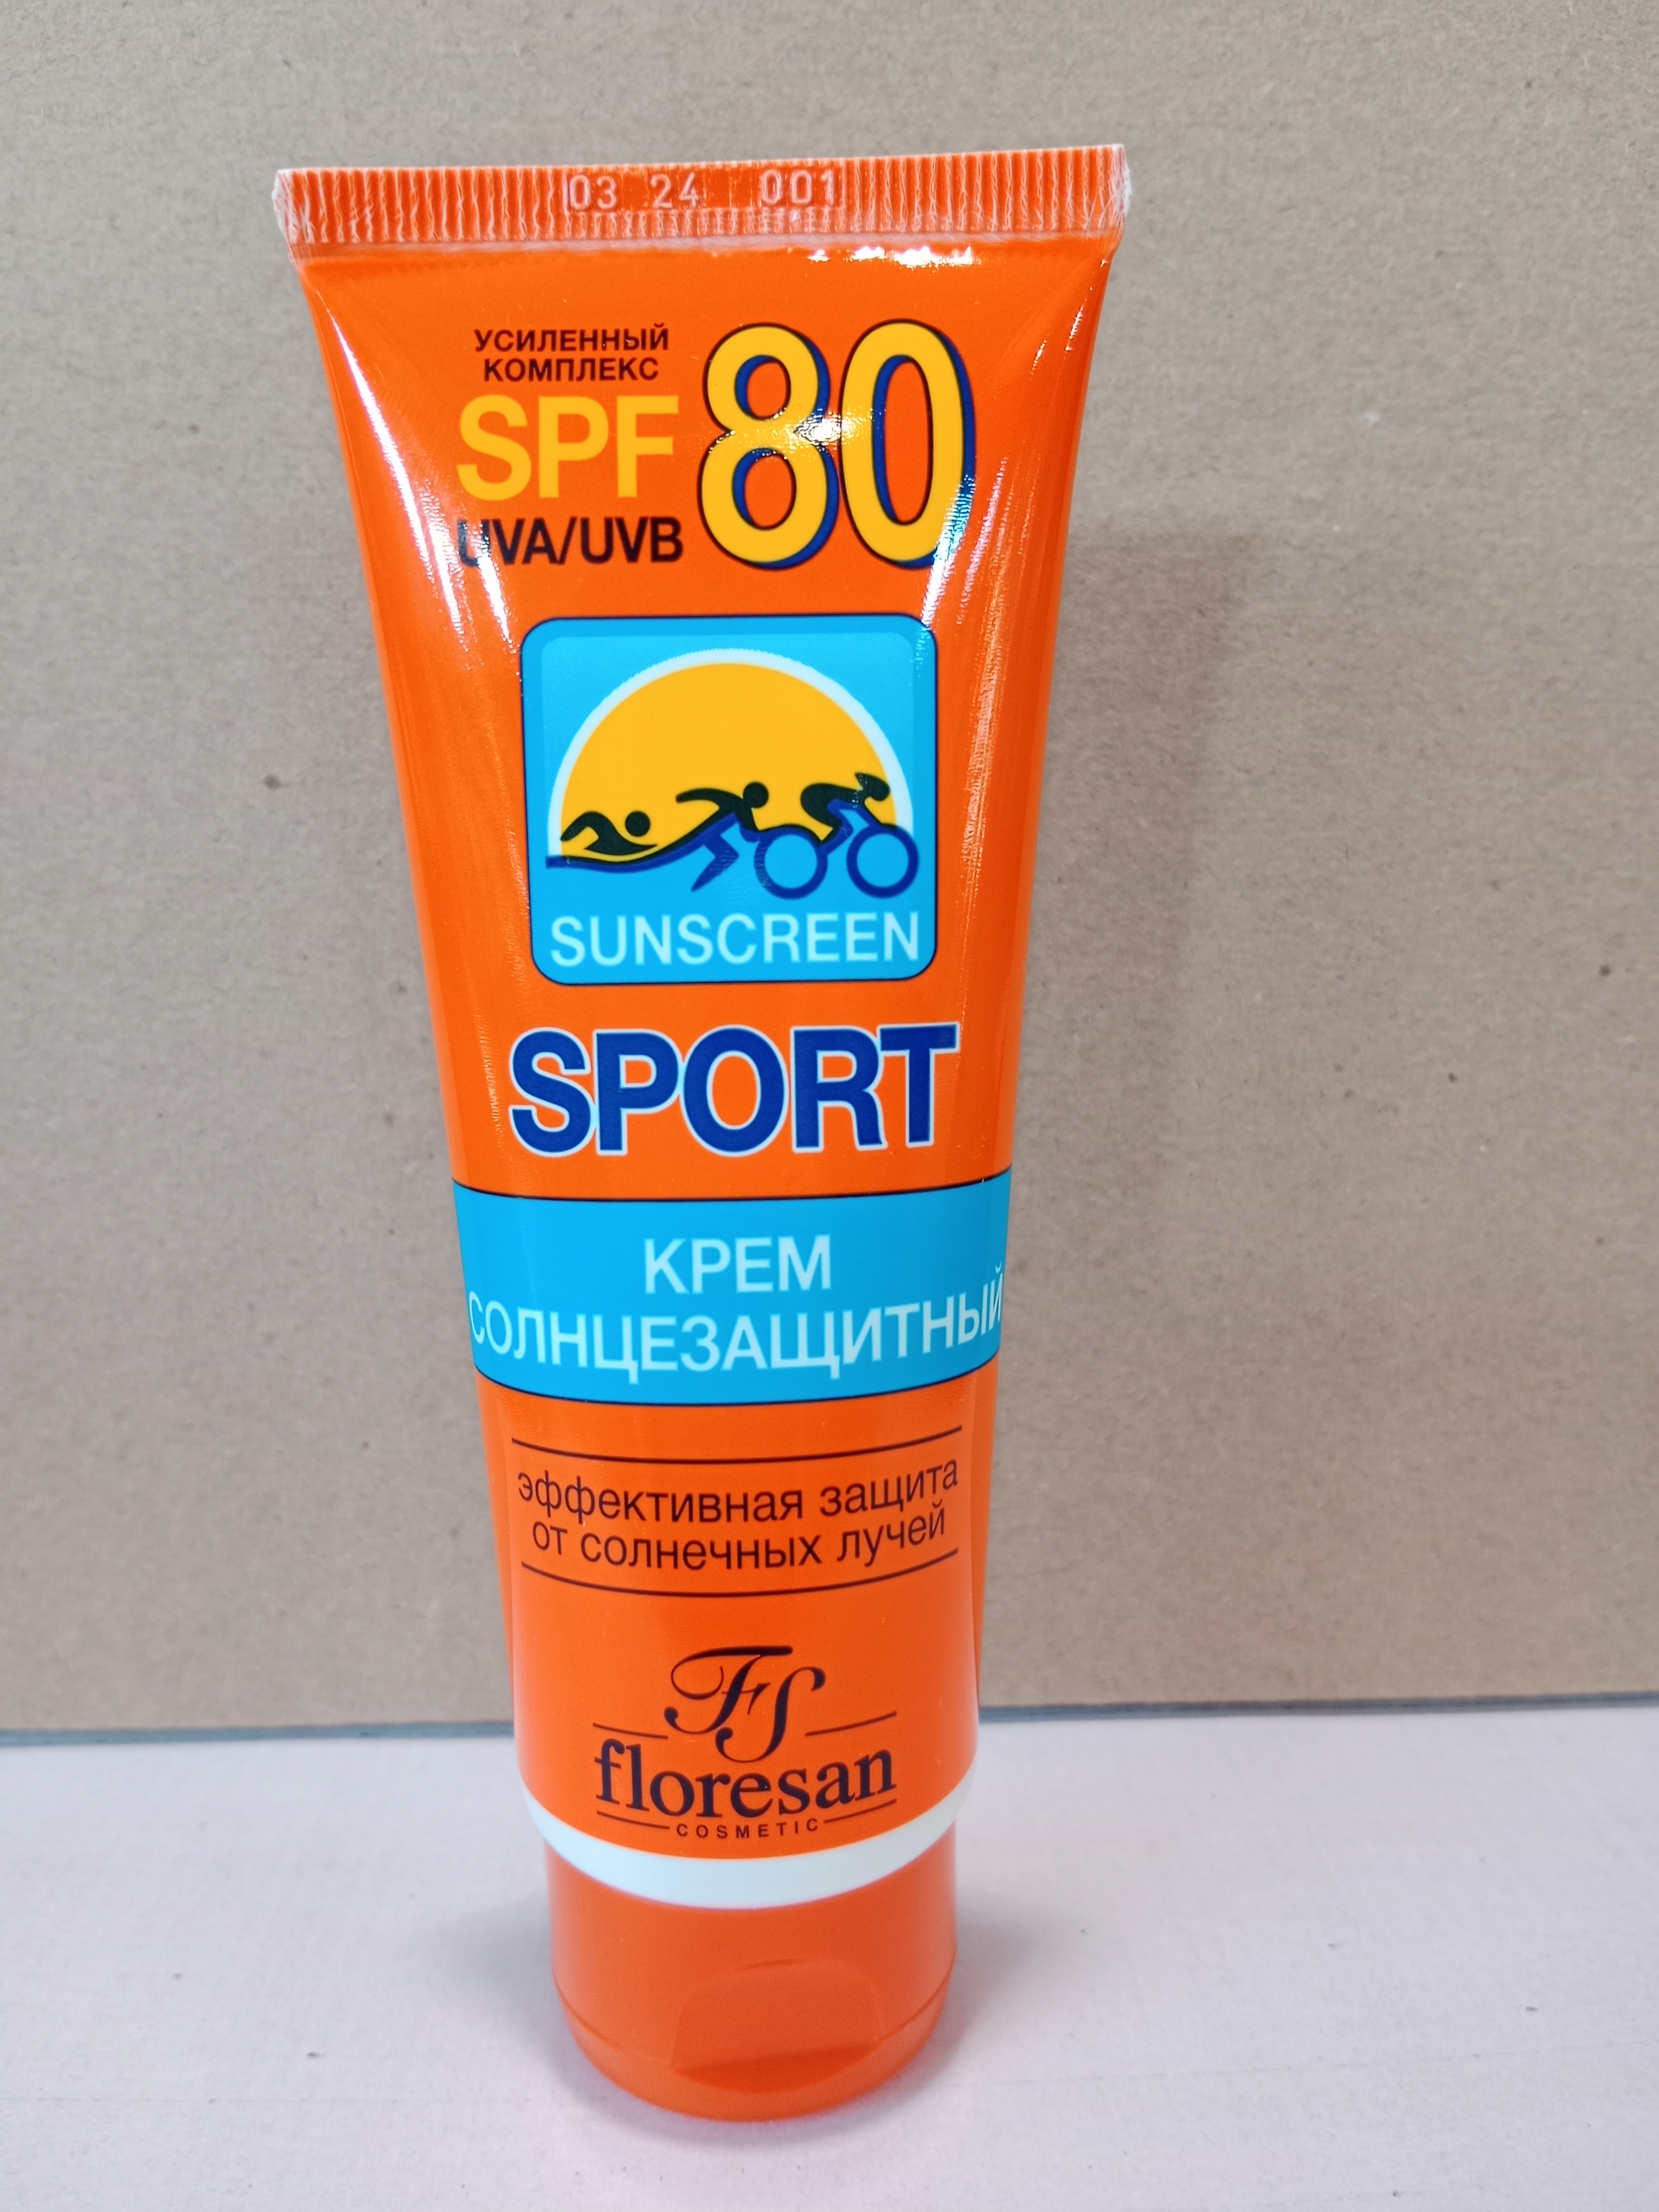 03 24 001
УСИЛЕННЫЙ
КОМПЛЕКС
SPF 80
UVA/UVB
SUNSCREEN
SPORT
КРЕМ
СОЛНЦЕЗАЩИТНЫЙ
эффективная защита
от солнечных лучей
FS
floresan
COSMETIC